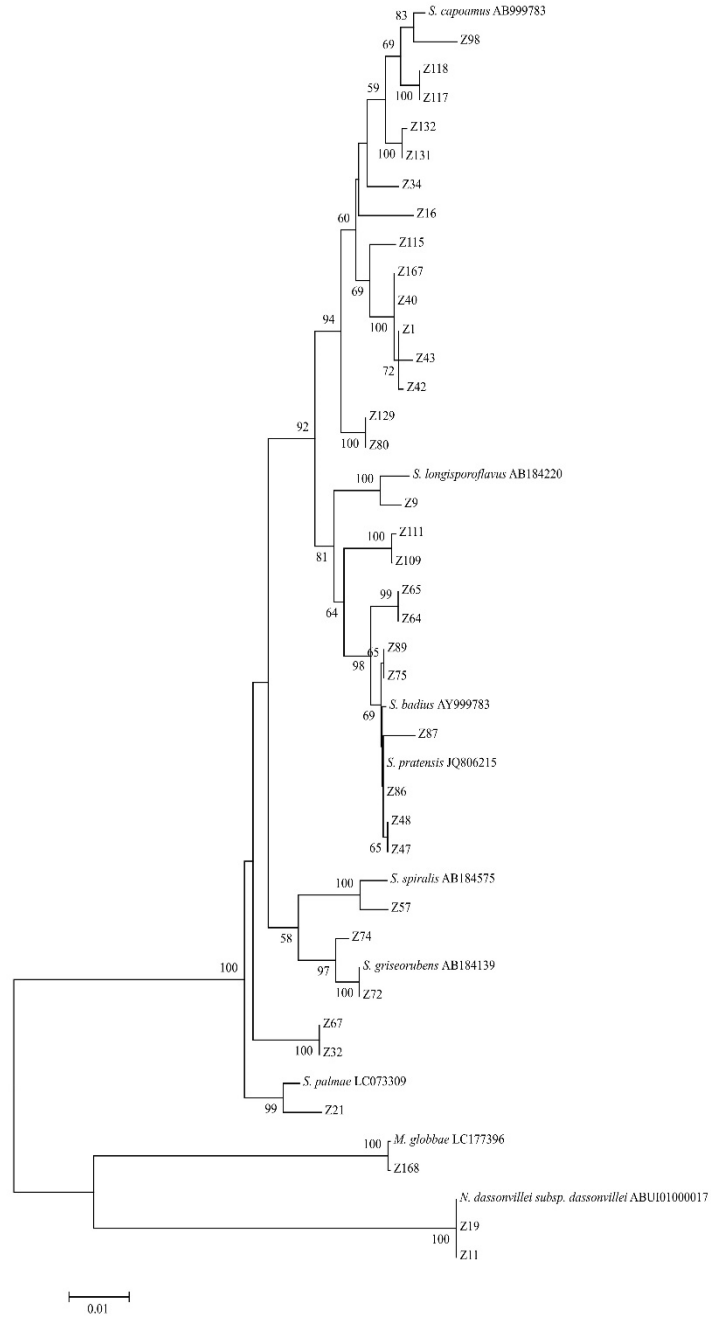 83
S. capoamus AB999783
Z98
69
Z118
100
Z117
59
Z132
100
Z131
Z34
Z16
60
Z115
Z167
69
Z40
100
Z1
94
Z43
72
Z42
Z129
92
100
Z80
100
S. longisporoflavus AB184220
Z9
100
Z111
81
Z109
99
Z65
64
Z64
65
Z89
98
Z75
S. badius AY999783
69
Z87
S. pratensis JQ806215
Z86
Z48
65
Z47
100
S. spiralis AB184575
Z57
58
Z74
97
S. griseorubens AB184139
100
100
Z72
Z67
100
Z32
S. palmae LC073309
99
Z21
100
M. globbae LC177396
Z168
N. dassonvillei subsp. dassonvillei ABUI01000017
Z19
100
Z11
0.01